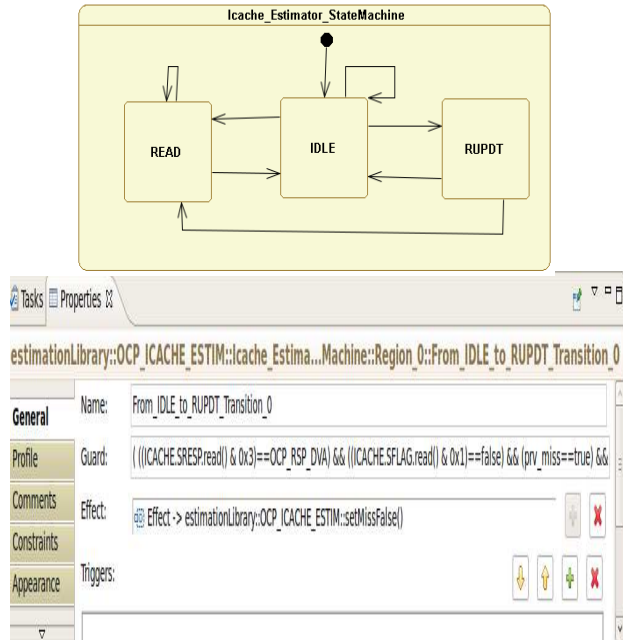 Icache_Estimator_StateMachine
READ
IDLE
RUPDT
Tasks Properties
estimationLibrary::OCP_ICACHE_ESTIM::Icache_Estima...Machine::Region_0::From_IDLE_to_RUPDT_Transition_0
General
Name: From_IDLE_to_RUPDT_Transition_0
Profile
Guard: ( ((ICACHE.SRESP.read() & 0x3)==OCP_RSP_DVA) && ((ICACHE.SFLAG.read() & 0x1)==false) && (prv_miss==true) &&
Comments
Effect: Effect -> estimationLibrary::OCP_ICACHE_ESTIM::setMissFalse()
Constraints
Appearance
Triggers: